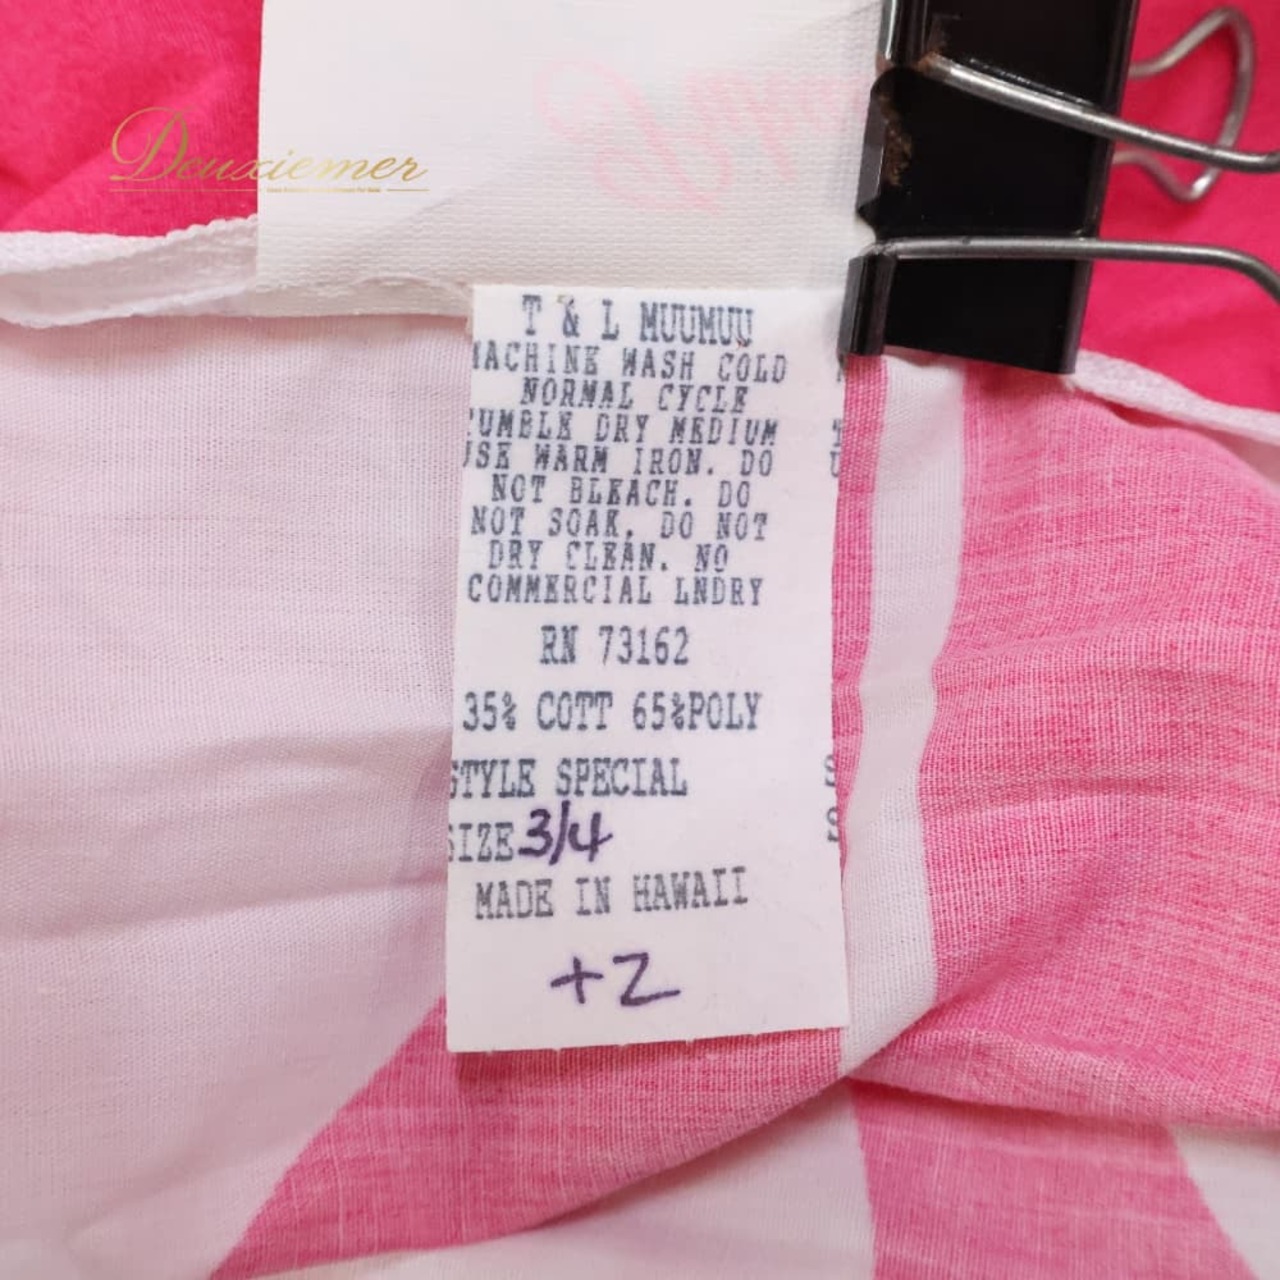 Deuxiemer
T & L MUUMUU
MACHINE WASH COLD
NORMAL CYCLE
TUMBLE DRY MEDIUM
USE WARM IRON. DO
NOT BLEACH. DO
NOT SOAK. DO NOT
DRY CLEAN. NO
COMMERCIAL LNDRY
RN 73162
35% COTT 65%POLY
STYLE SPECIAL
SIZE 3/4
MADE IN HAWAII
+2